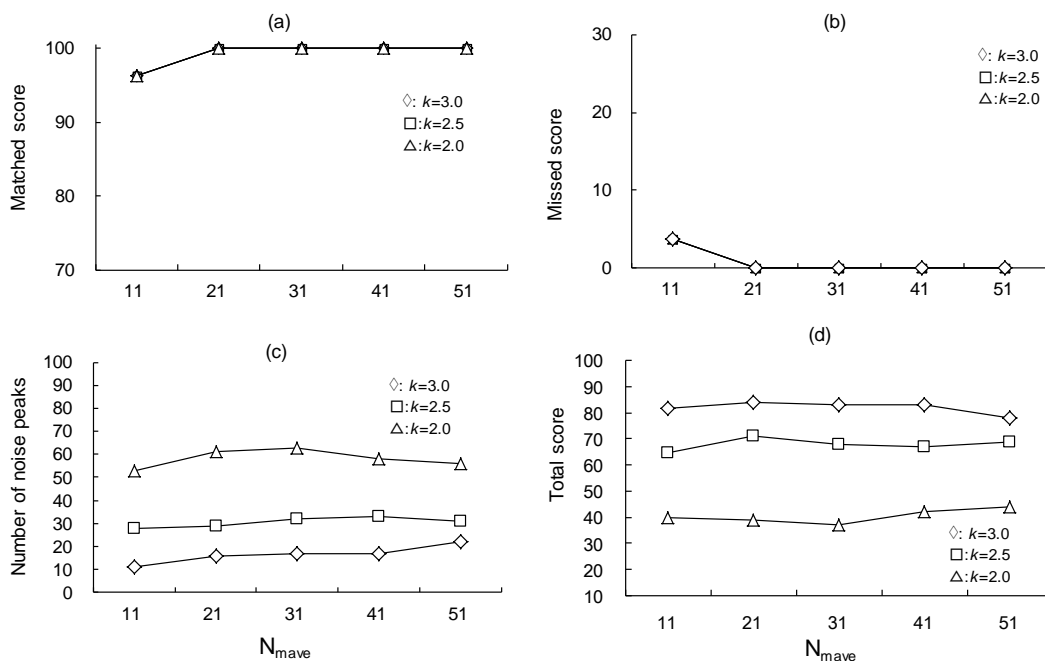 (a)
100
90
80
70
Matched score
◇: k=3.0
□:k=2.5
△:k=2.0
11 21 31 41 51
(b)
30
20
10
0
Missed score
◇: k=3.0
□:k=2.5
△:k=2.0
11 21 31 41 51
(c)
100
90
80
70
60
50
40
30
20
10
0
Number of noise peaks
◇: k=3.0
□:k=2.5
△:k=2.0
11 21 31 41 51
Nmave
(d)
100
90
80
70
60
50
40
30
20
10
Total score
◇: k=3.0
□:k=2.5
△:k=2.0
11 21 31 41 51
Nmave